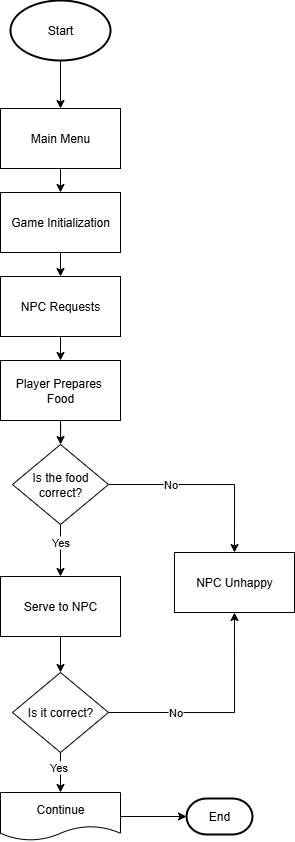 Start
Main Menu
Game Initialization
NPC Requests
Player Prepares
Food
Is the food
correct?
No
Yes
NPC Unhappy
Serve to NPC
Is it correct?
No
Yes
Continue
End